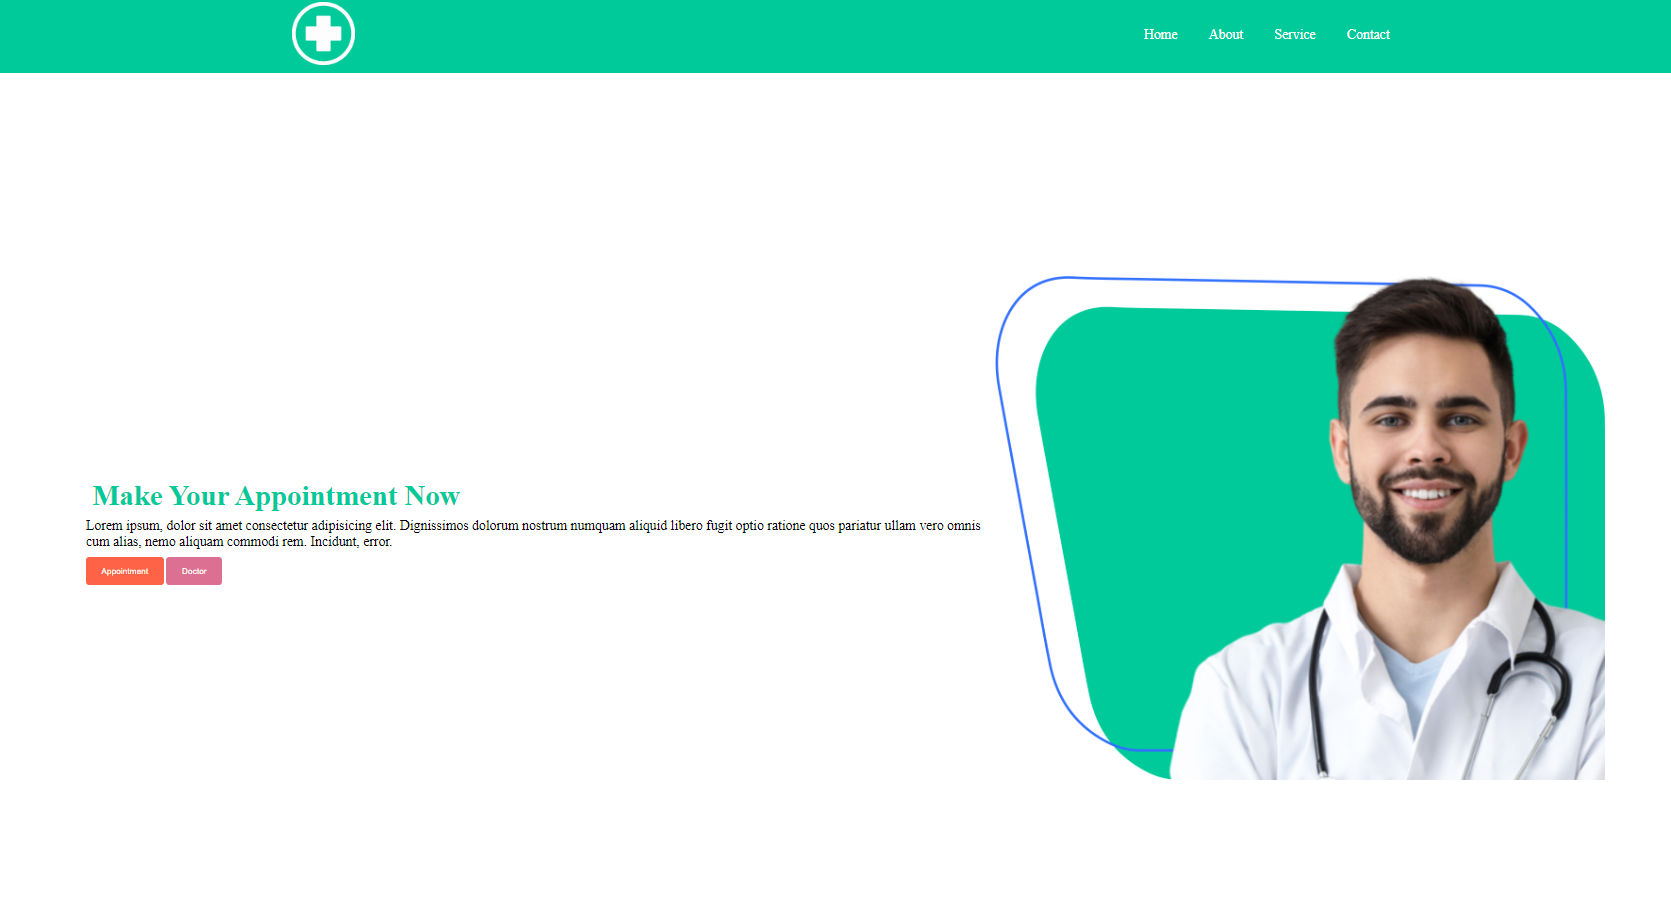 Home About Service Contact
Make Your Appointment Now
Lorem ipsum, dolor sit amet consectetur adipisicing elit. Dignissimos dolorum nostrum numquam aliquid libero fugit optio ratione quos pariatur ullam vero omnis
cum alias, nemo aliquam commodi rem. Incidunt, error.
Appointment Doctor